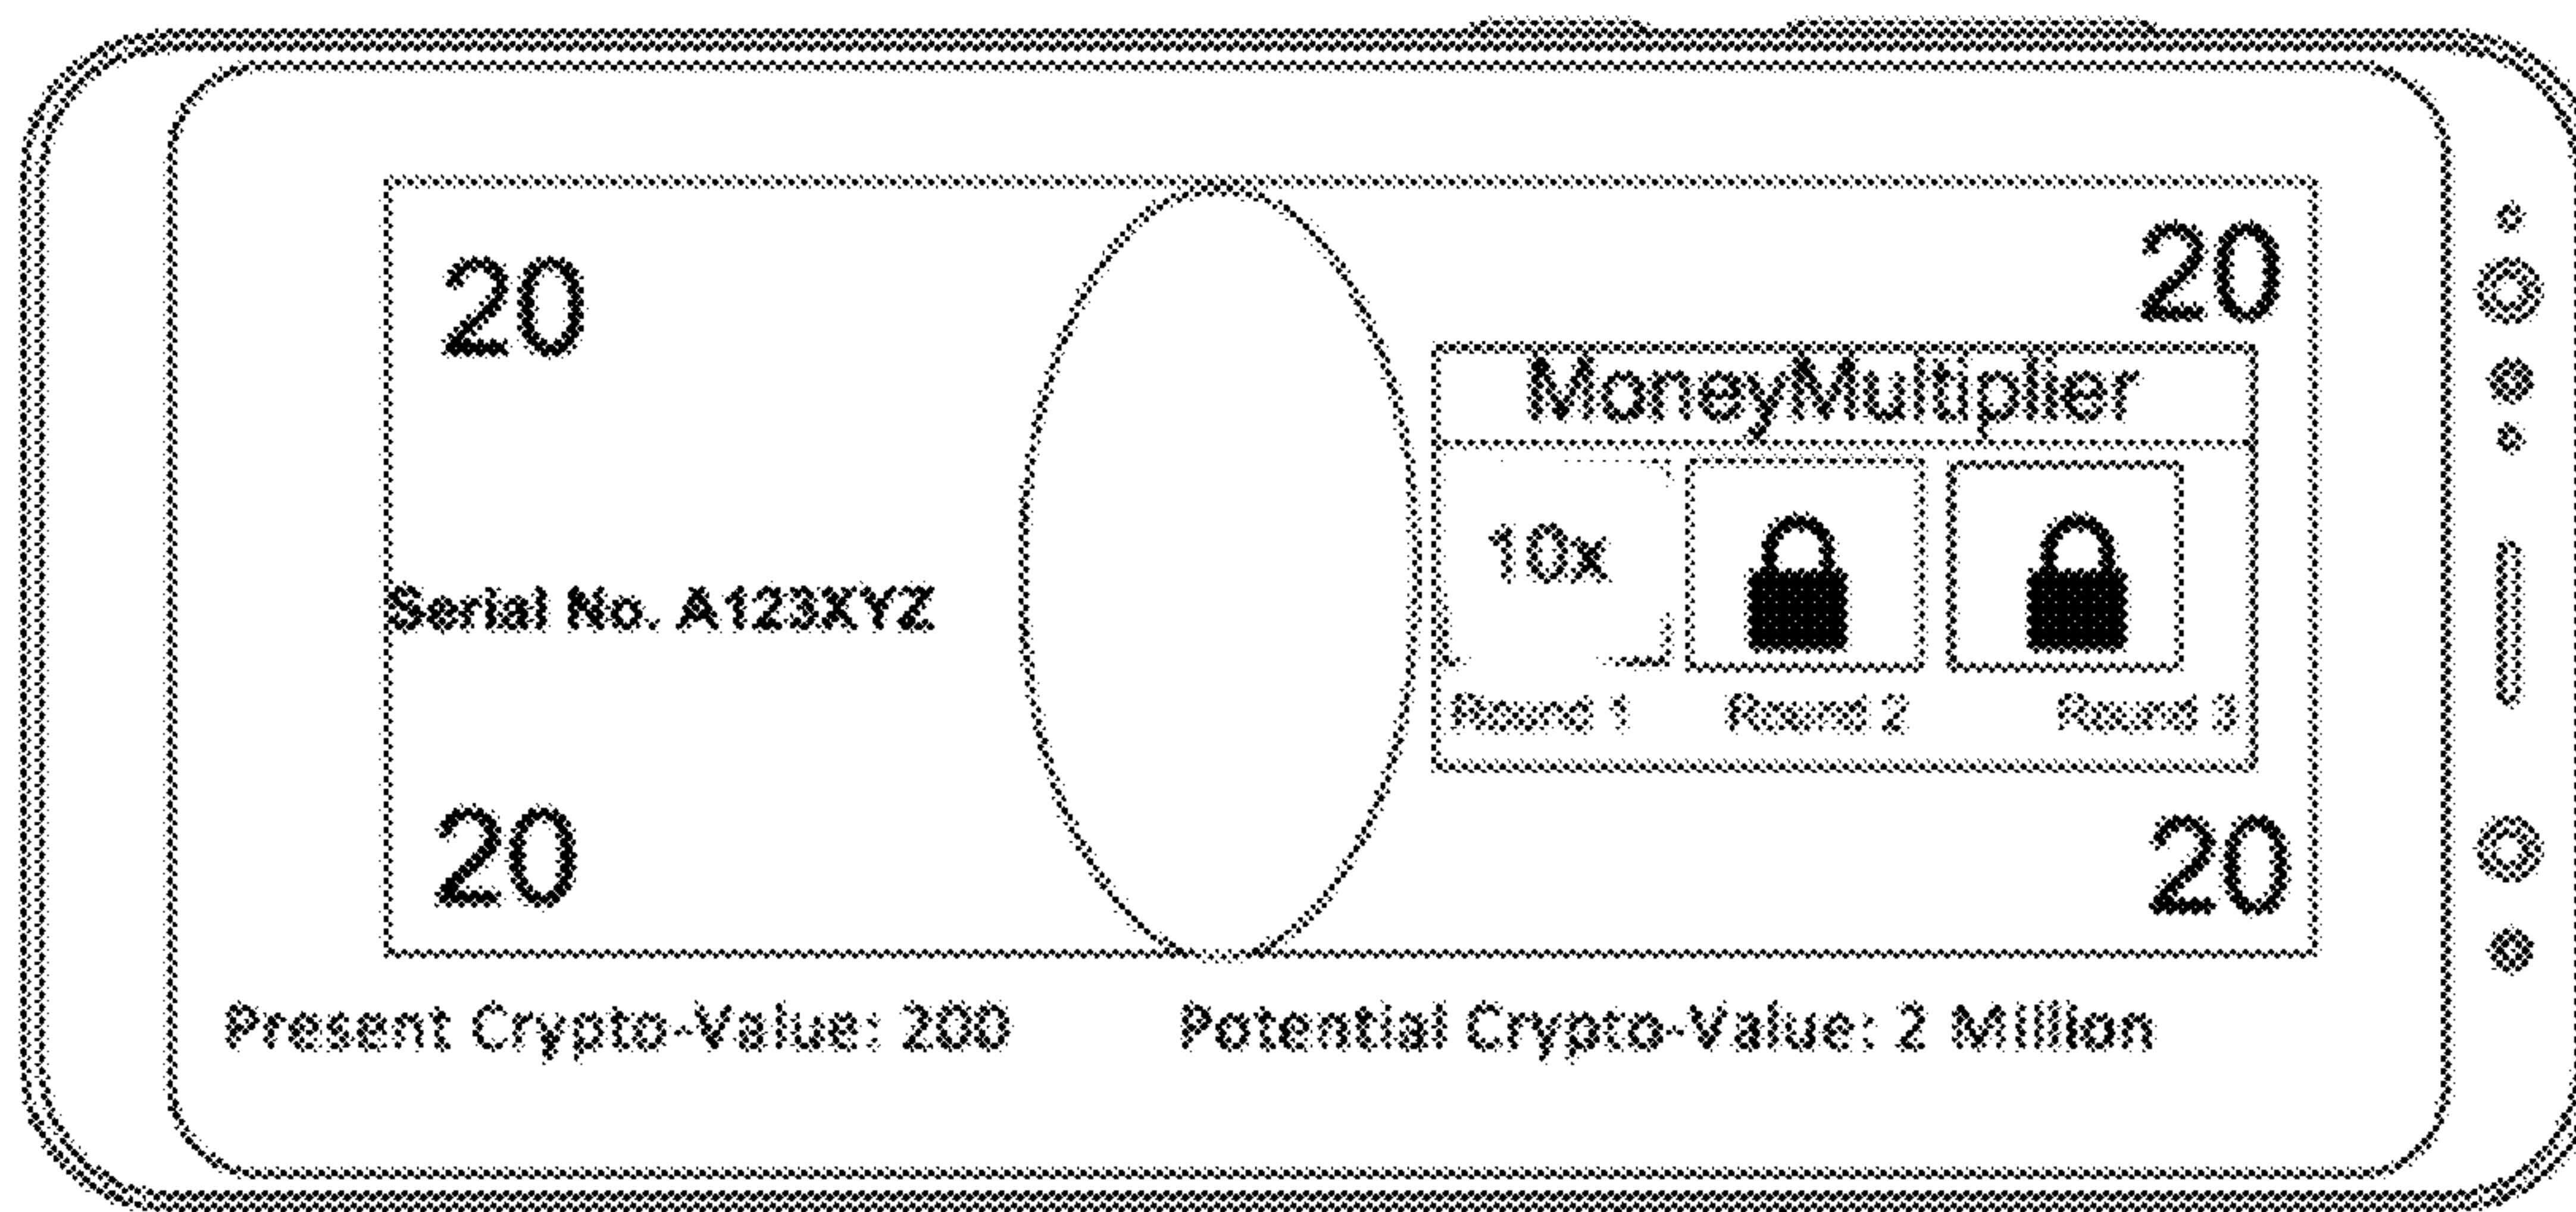 20
20
MoneyMultiplier
10x
Serial No. A123XYZ
Round 1 Round 2 Round 3
20
20
Present Crypto-Value: 200 Potential Crypto-Value: 2 Million